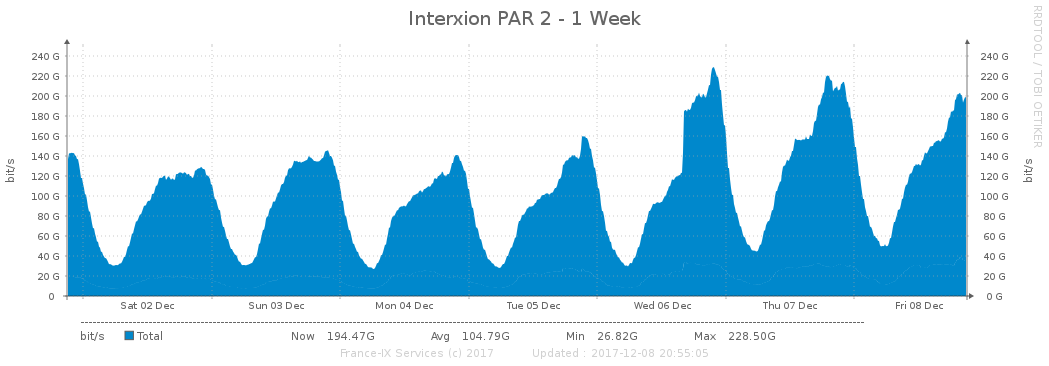 Interxion PAR 2 - 1 Week
RRDTOOL / TOBI OETIKER
bit/s
240 G
220 G
200 G
180 G
160 G
140 G
120 G
100 G
80 G
60 G
40 G
20 G
0
240 G
220 G
200 G
180 G
160 G
140 G
120 G
100 G
80 G
60 G
40 G
20 G
0 G
bit/s
Sat 02 Dec Sun 03 Dec Mon 04 Dec Tue 05 Dec Wed 06 Dec Thu 07 Dec Fri 08 Dec
bit/s Total Now 194.47G Avg 104.79G Min 26.82G Max 228.50G
France-IX Services (c) 2017 Updated : 2017-12-08 20:55:05